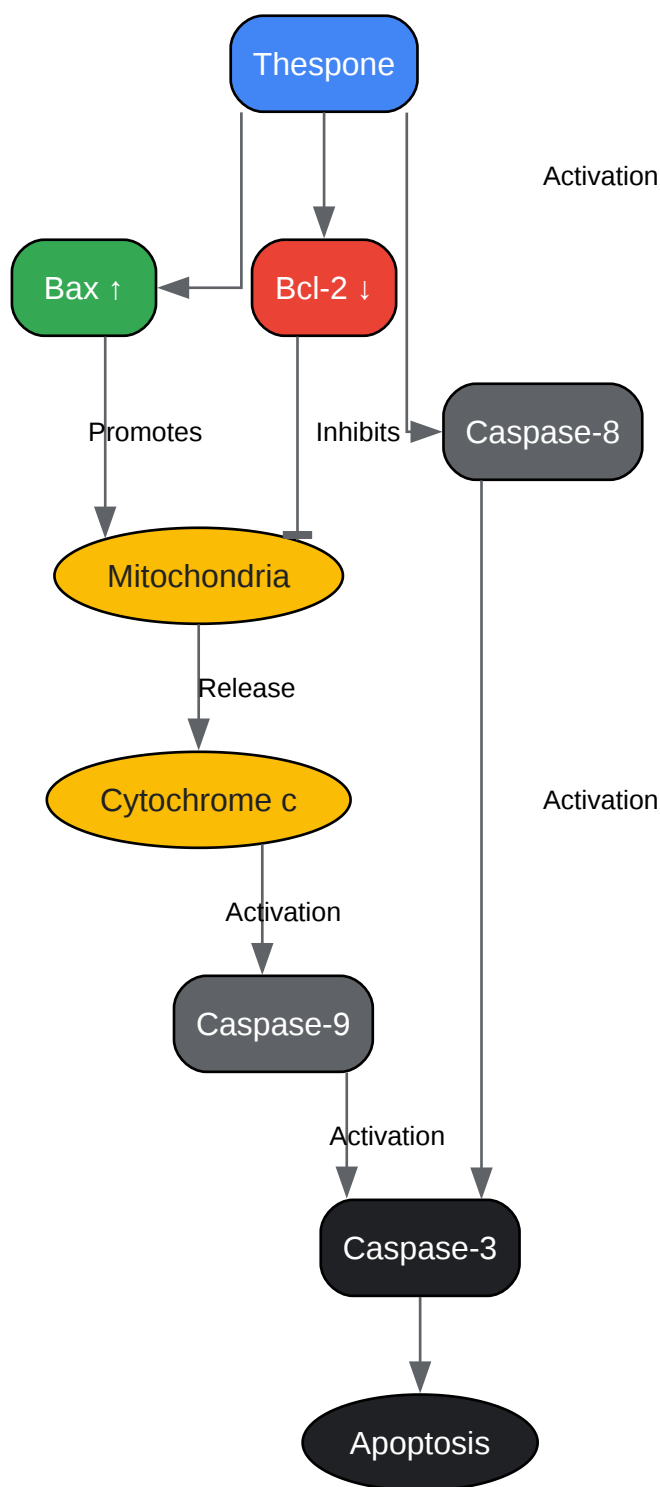 Thespone
Activation
Bax ↑
Bcl-2 ↓
Promotes
Inhibits
Caspase-8
Mitochondria
Release
Cytochrome c
Activation
Activation
Caspase-9
Activation
Caspase-3
Apoptosis